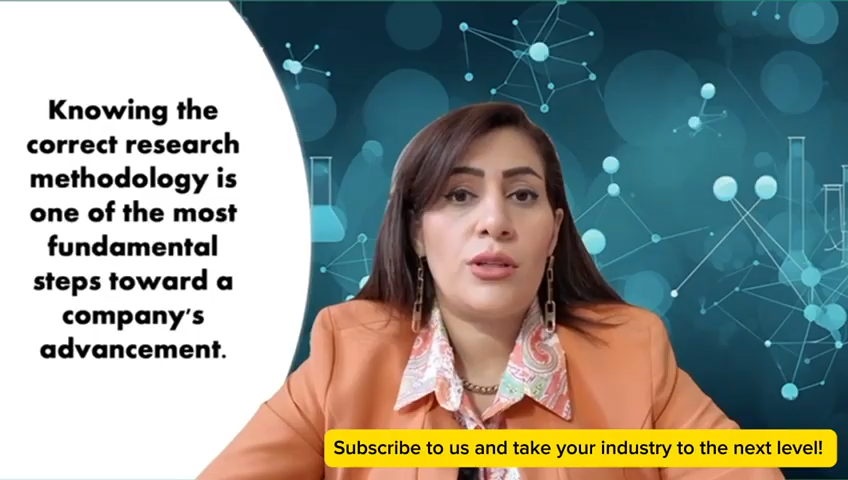 Knowing the
correct research
methodology is
one of the most
fundamental
steps toward a
company's
advancement.
Subscribe to us and take your industry to the next level!